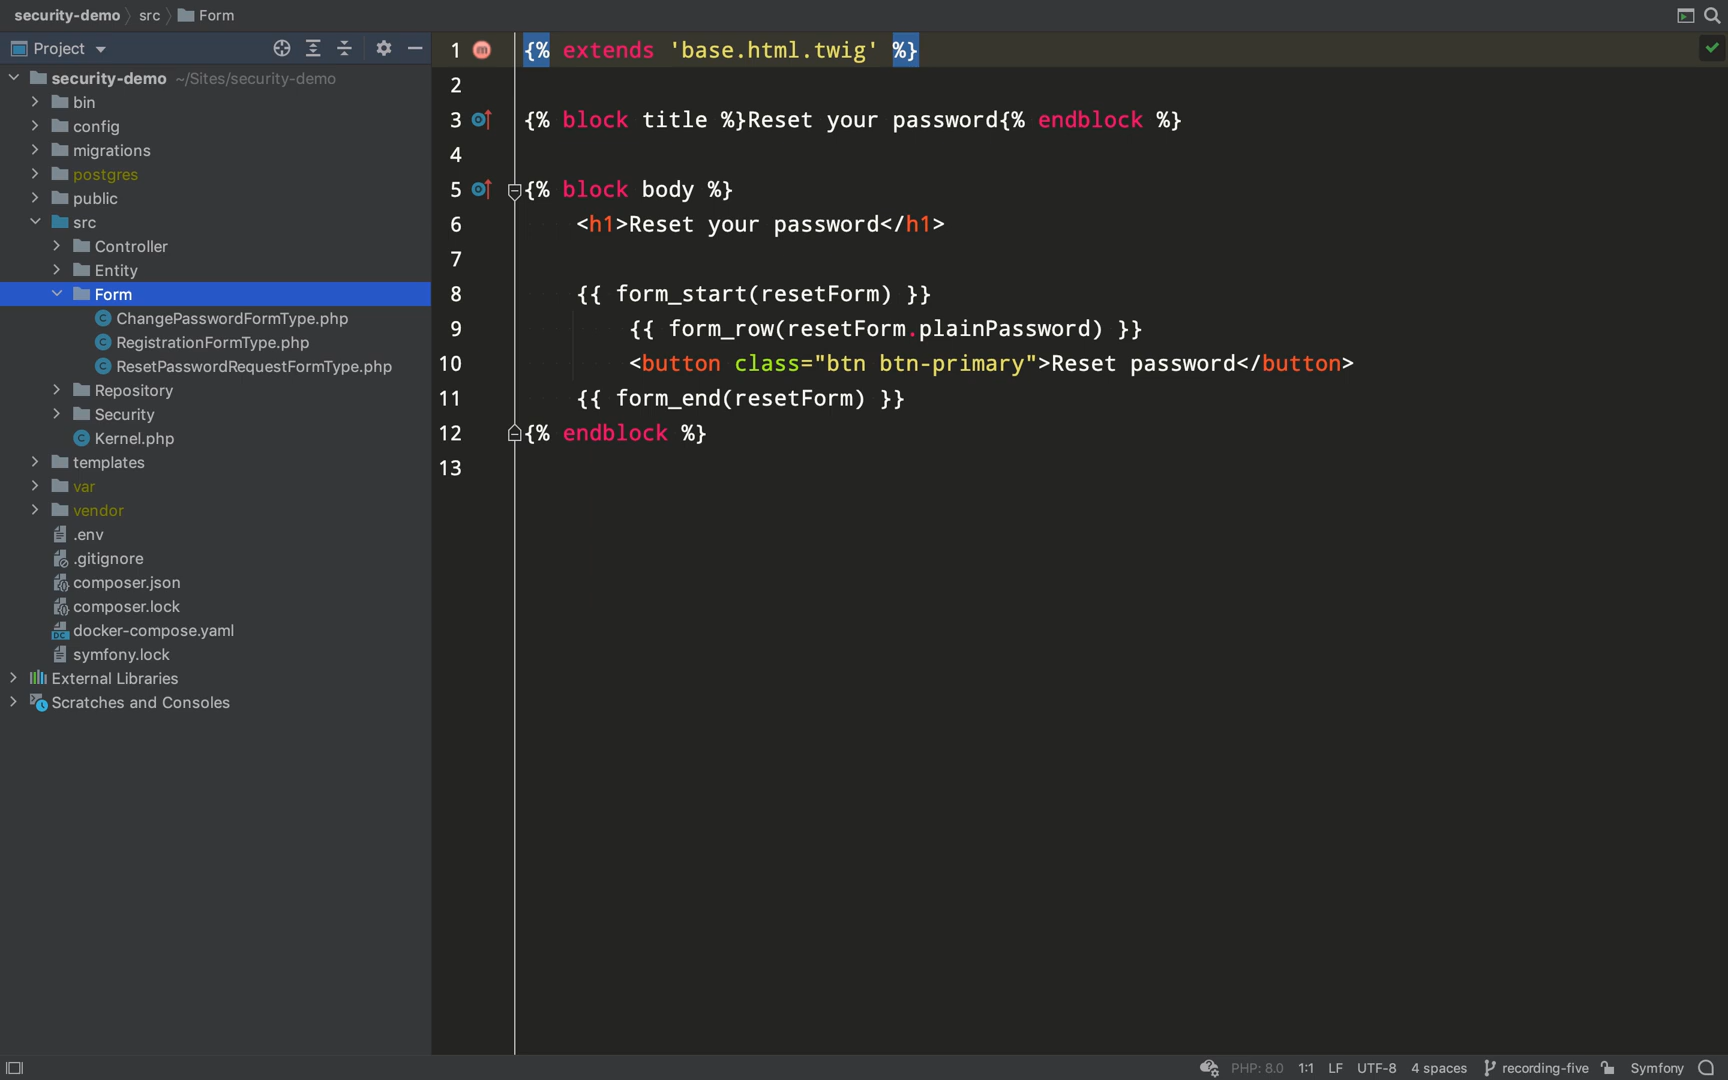 security-demo src Form
Project
security-demo ~/Sites/security-demo
bin
config
migrations
postgres
public
src
Controller
Entity
Form
ChangePasswordFormType.php
RegistrationFormType.php
ResetPasswordRequestFormType.php
Repository
Security
Kernel.php
templates
var
vendor
.env
.gitignore
composer.json
composer.lock
docker-compose.yaml
symfony.lock
External Libraries
Scratches and Consoles
1 {% extends 'base.html.twig' %}
2
3 {% block title %}Reset your password{% endblock %}
4
5 {% block body %}
6 <h1>Reset your password</h1>
7
8 {{ form_start(resetForm) }}
9 {{ form_row(resetForm.plainPassword) }}
10 <button class="btn btn-primary">Reset password</button>
11 {{ form_end(resetForm) }}
12 {% endblock %}
13
PHP: 8.0 1:1 LF UTF-8 4 spaces recording-five Symfony